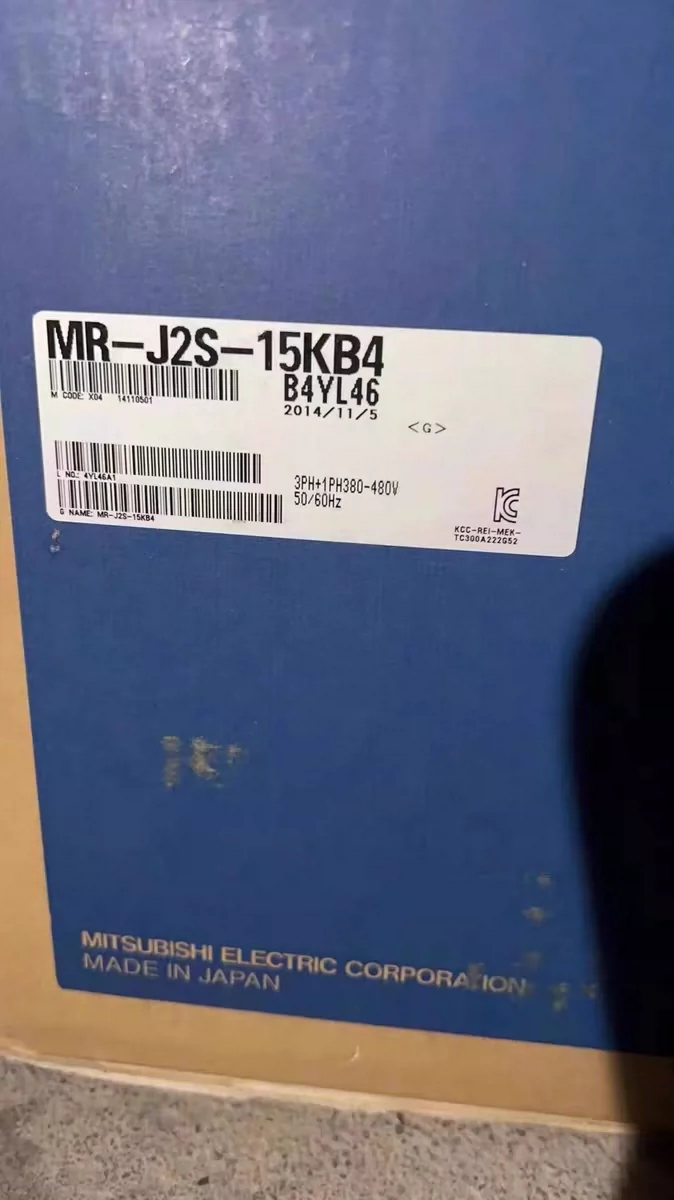 MR-J2S-15KB4
B4YL46
M CODE: X04 14110501
2014/11/5
<G>
L NO.: 4YL46A1
3PH+1PH380-480V
50/60Hz
G NAME: MR-J2S-15KB4
KCC-REI-MEK-
TC300A222G52
MITSUBISHI ELECTRIC CORPORATION
MADE IN JAPAN